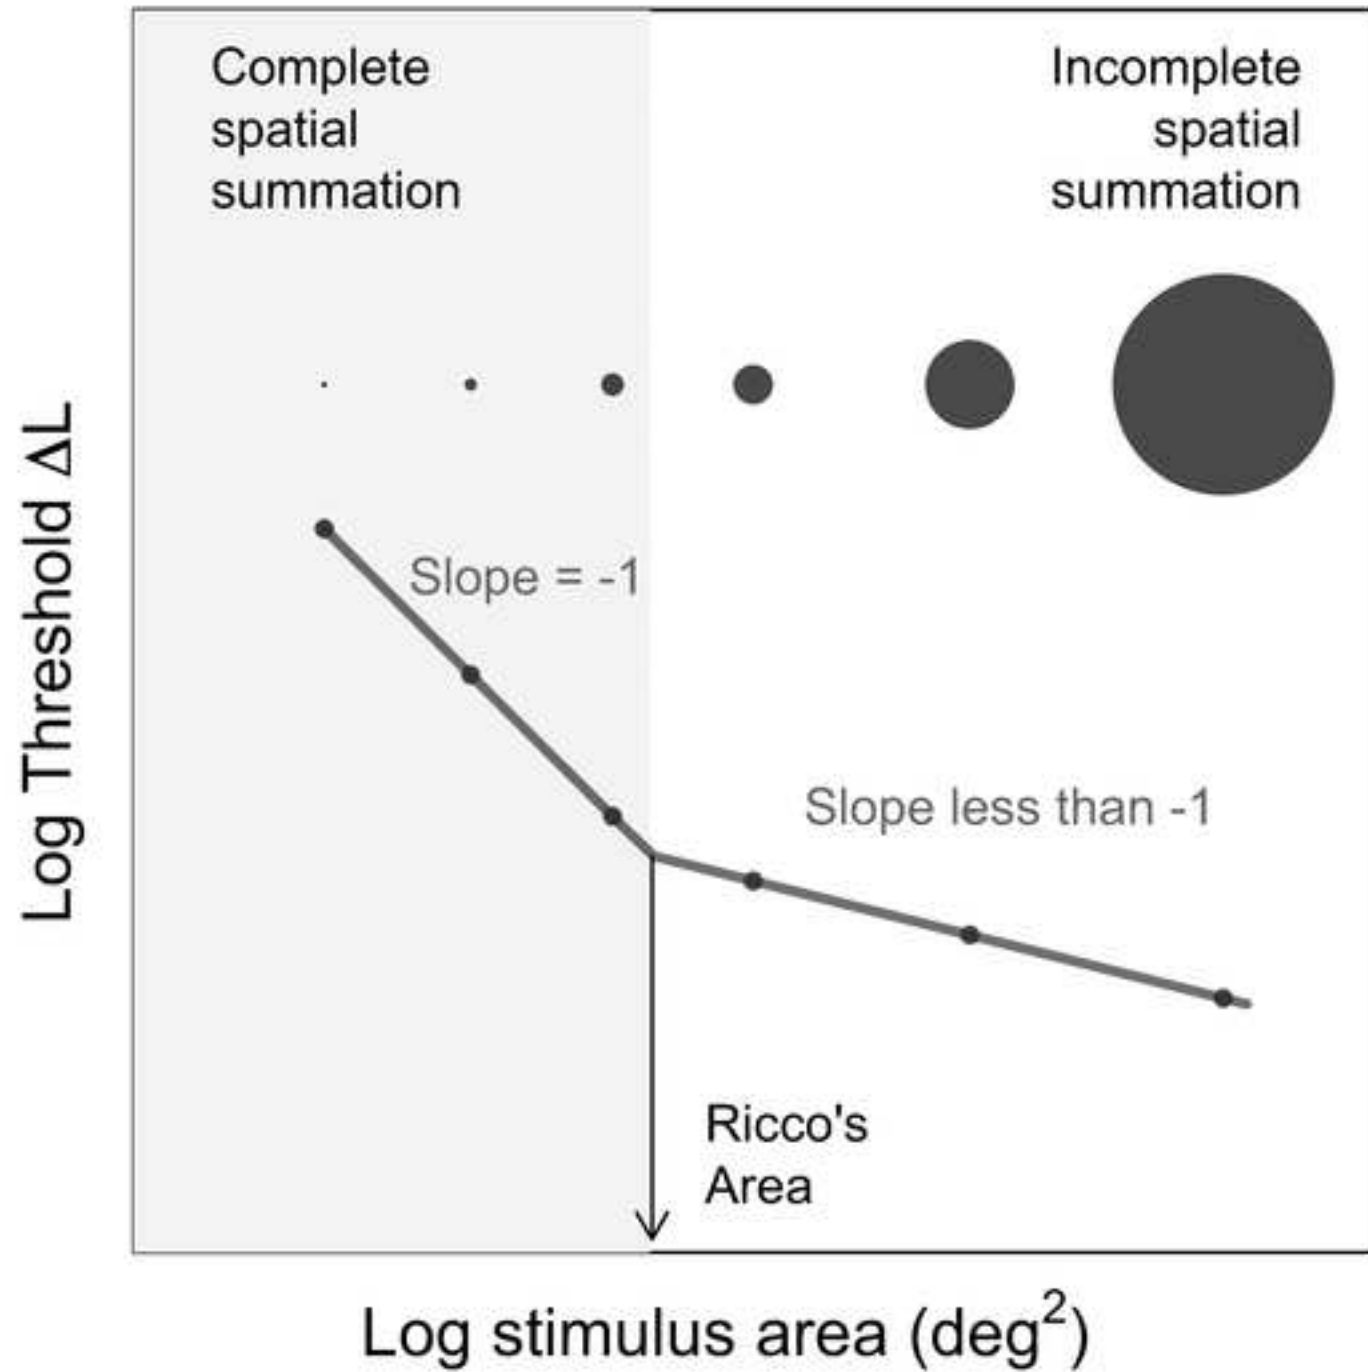 Complete
spatial
summation
Incomplete
spatial
summation
Slope = -1
Slope less than -1
Ricco's
Area
Log Threshold ΔL
Log stimulus area (deg²)